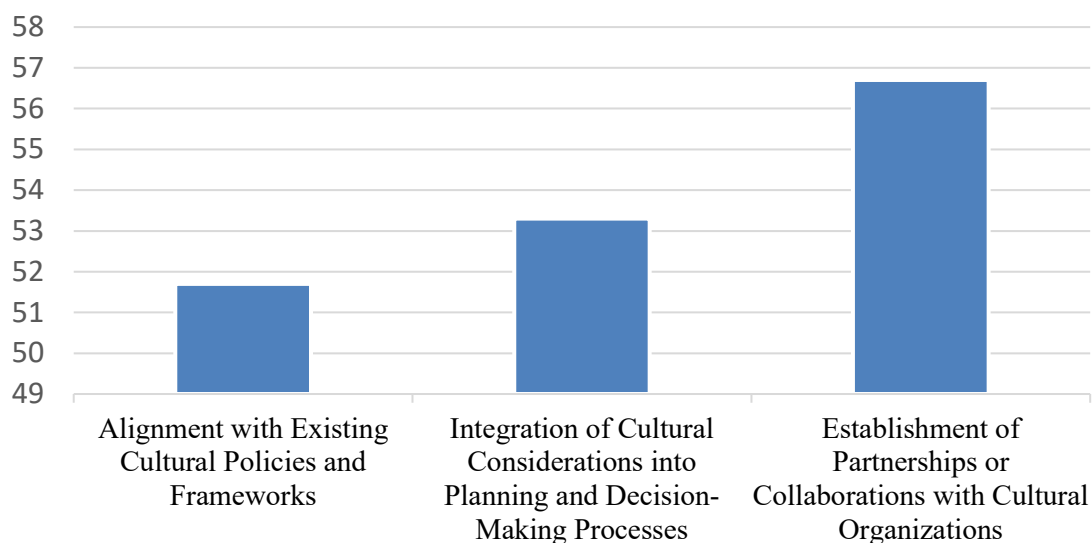 58
57
56
55
54
53
52
51
50
49
Alignment with Existing
Cultural Policies and
Frameworks
Integration of Cultural
Considerations into
Planning and Decision-
Making Processes
Establishment of
Partnerships or
Collaborations with Cultural
Organizations